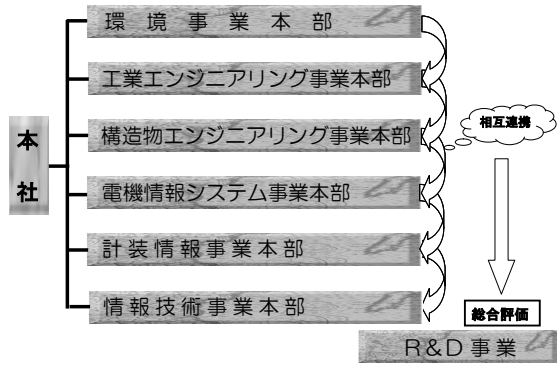 環境事業本部
工業エンジニアリング事業本部
構造物エンジニアリング事業本部
電機情報システム事業本部
計装情報事業本部
情報技術事業本部
本社
相互連携
総合評価
R&D事業